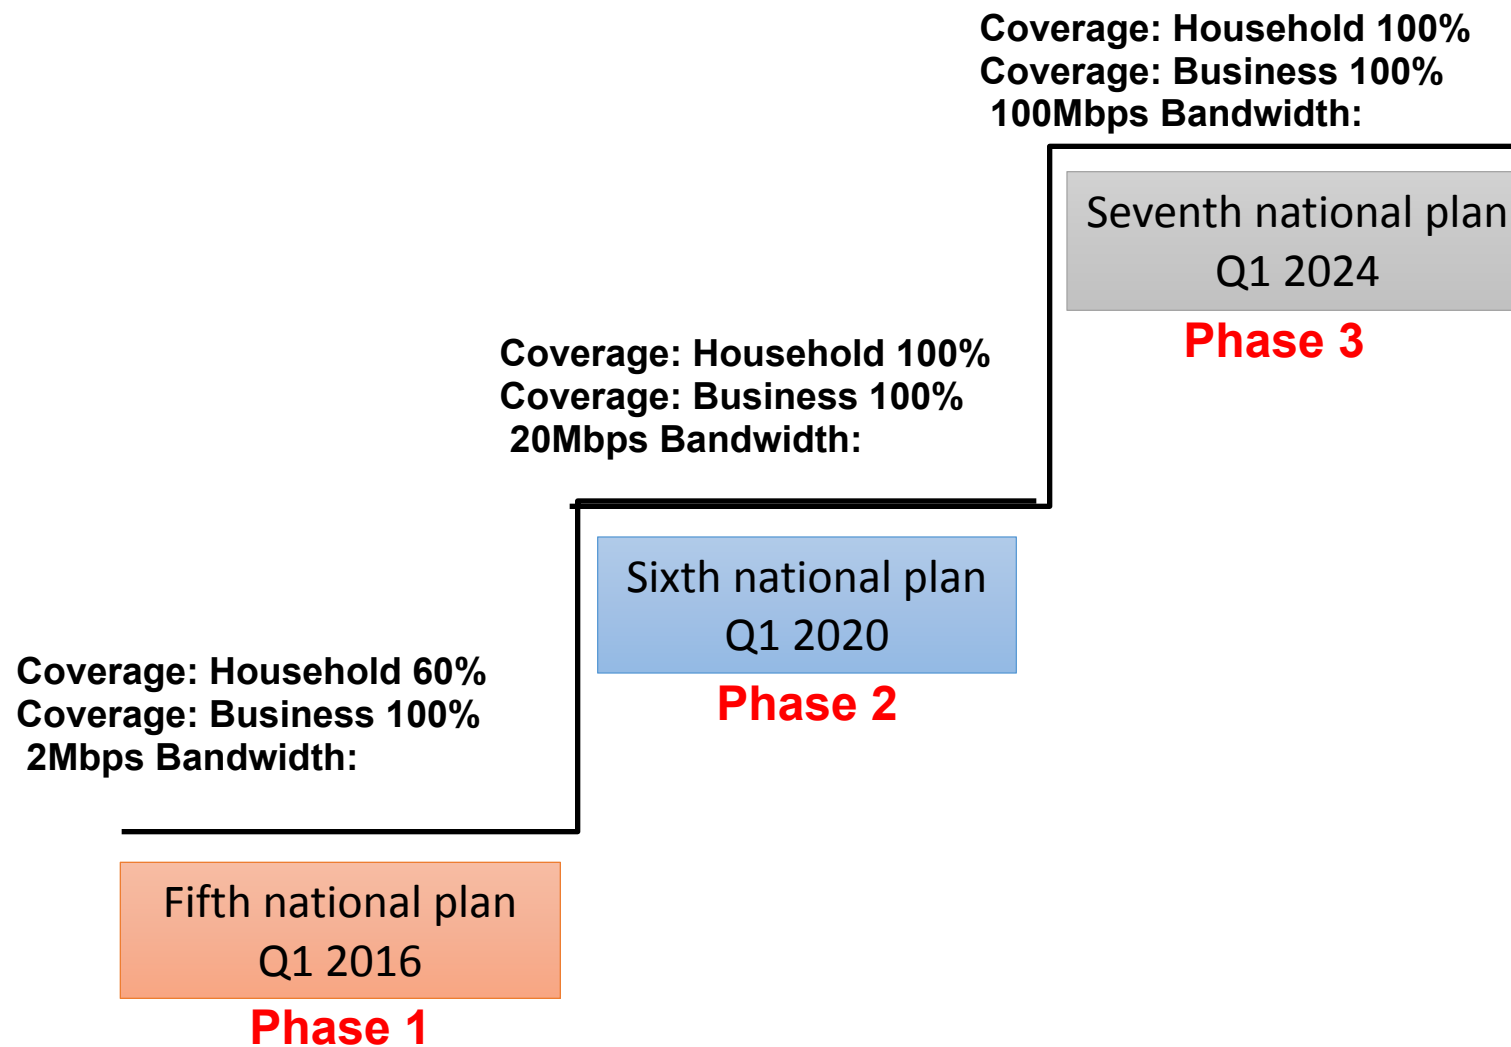 Coverage: Household 100%
Coverage: Business 100%
100Mbps Bandwidth:
Seventh national plan
Q1 2024
Phase 3
Coverage: Household 100%
Coverage: Business 100%
20Mbps Bandwidth:
Sixth national plan
Q1 2020
Phase 2
Coverage: Household 60%
Coverage: Business 100%
2Mbps Bandwidth:
Fifth national plan
Q1 2016
Phase 1